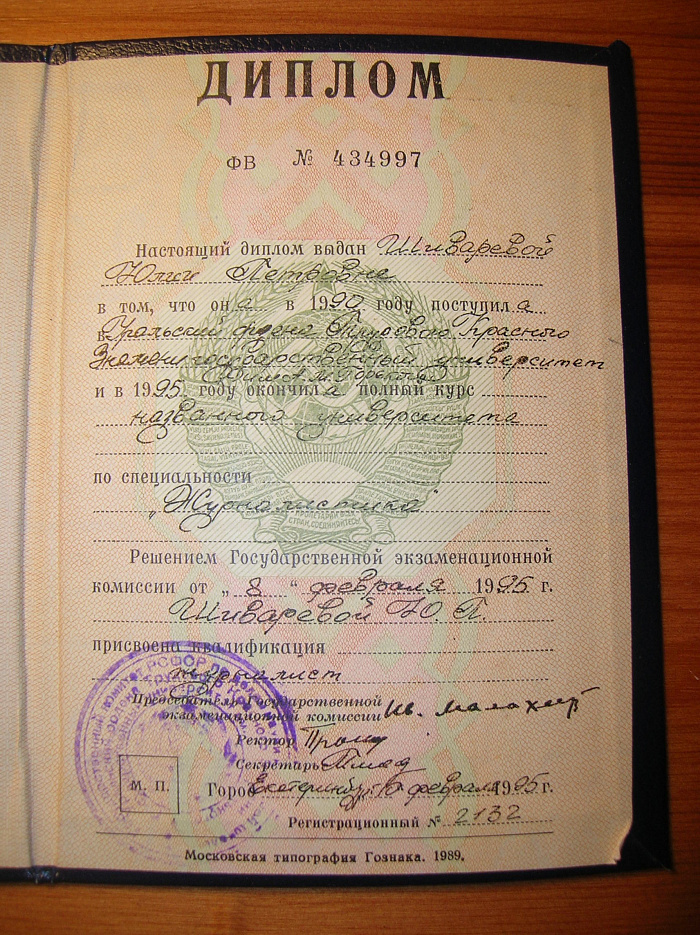 ДИПЛОМ
ФВ № 434997
Настоящий диплом выдан Шиваревой
Юлии Петровне
в том, что она в 1990 году поступила
в Уральский ордена Трудового Красного
Знамени государственный университет
им. А.М. Горького
и в 1995 году окончила полный курс
названного университета
по специальности
„Журналистика"
Решением Государственной экзаменационной
комиссии от „8" февраля 1995 г.
Шиваревой Ю. П.
присвоена квалификация
журналист
Председатель Государственной
экзаменационной комиссии
Ректор
Секретарь
М. П.
Город Екатеринбург, февраля 1995 г.
Регистрационный № 2132
Московская типография Гознака. 1989.